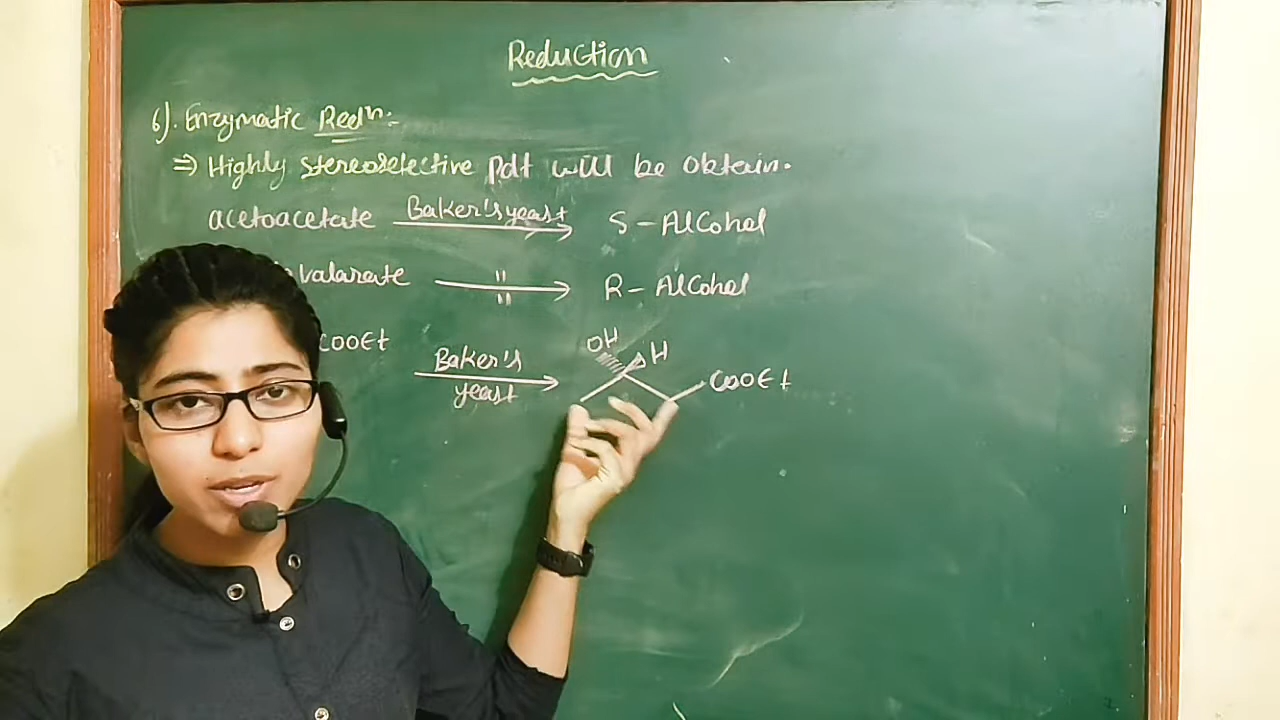 Reduction
6). Enzymatic Redⁿ:-
⇒ Highly stereoselective pdt will be obtain.
acetoacetate Baker's yeast S - Alcohol
valarate " " R - Alcohol
COOEt Baker's yeast OH H COOEt